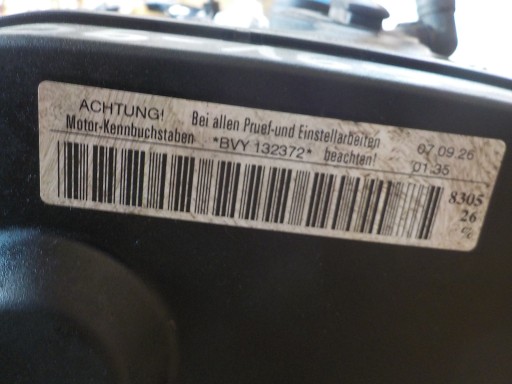 ACHTUNG! Bei allen Pruef-und Einstellarbeiten 07.09.26
Motor-Kennbuchstaben *BVY 132372* beachten! 01.35
8305
26